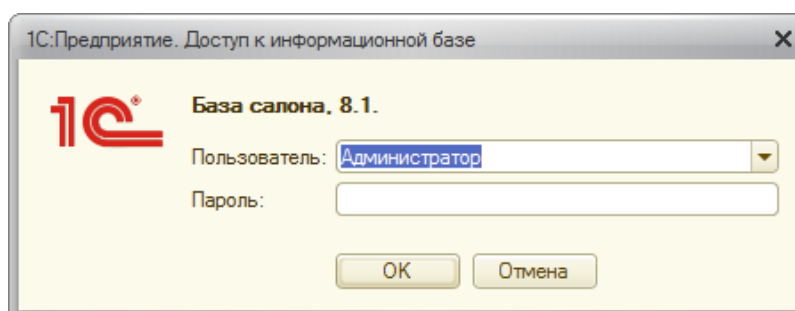 1С:Предприятие. Доступ к информационной базе
1С
База салона, 8.1.
Пользователь: Администратор
Пароль:
OK Отмена